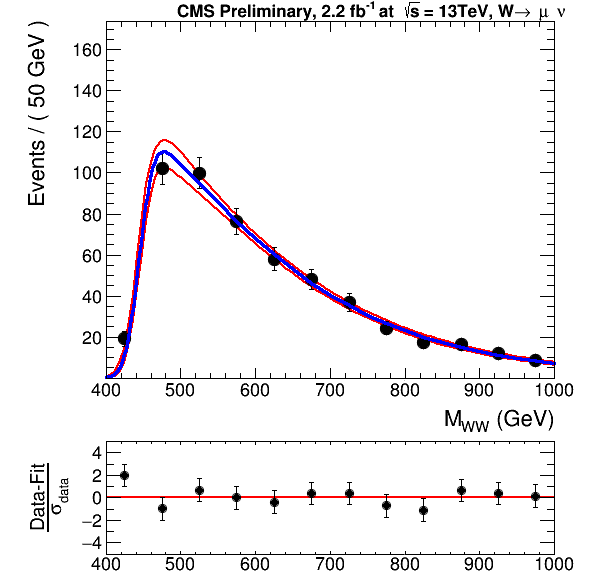 CMS Preliminary, 2.2 fb-1 at √s = 13TeV, W→ μ ν
Events / ( 50 GeV )
160
140
120
100
80
60
40
20
400 500 600 700 800 900 1000
M_WW (GeV)
Data-Fit
σ_data
4
2
0
−2
−4
400 500 600 700 800 900 1000